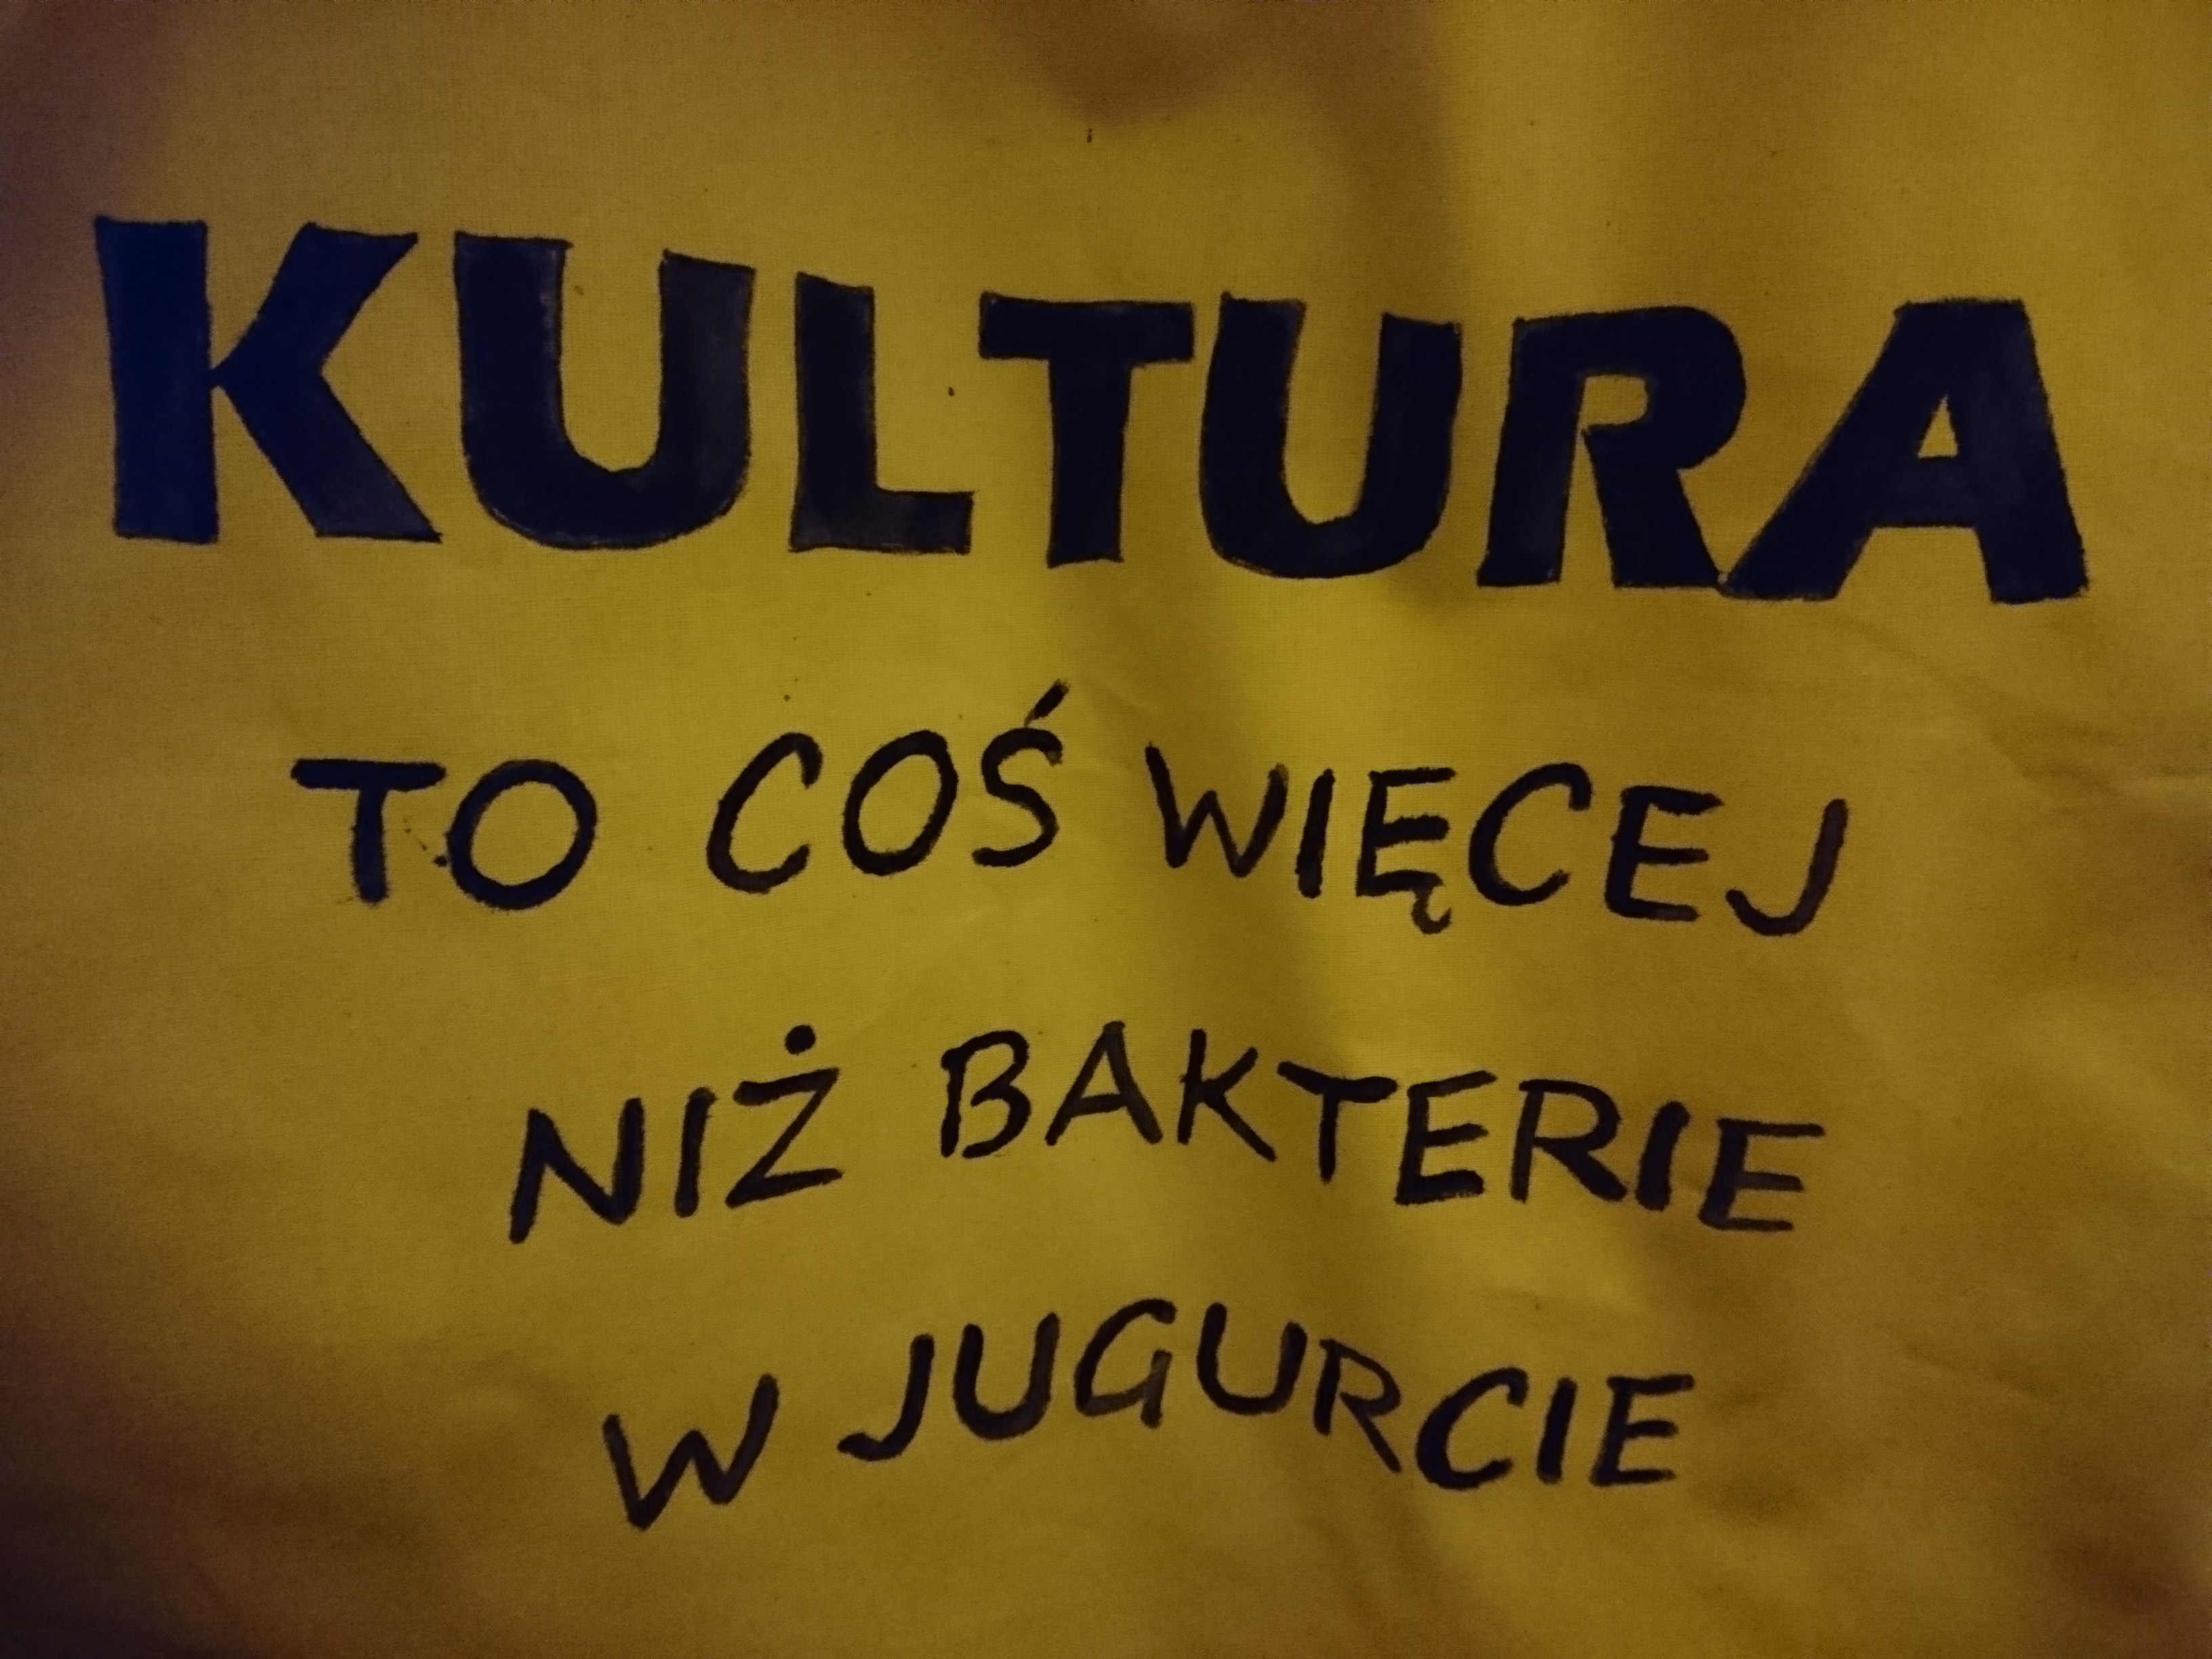 KULTURA
TO COŚ WIĘCEJ
NIŻ BAKTERIE
W JUGURCIE